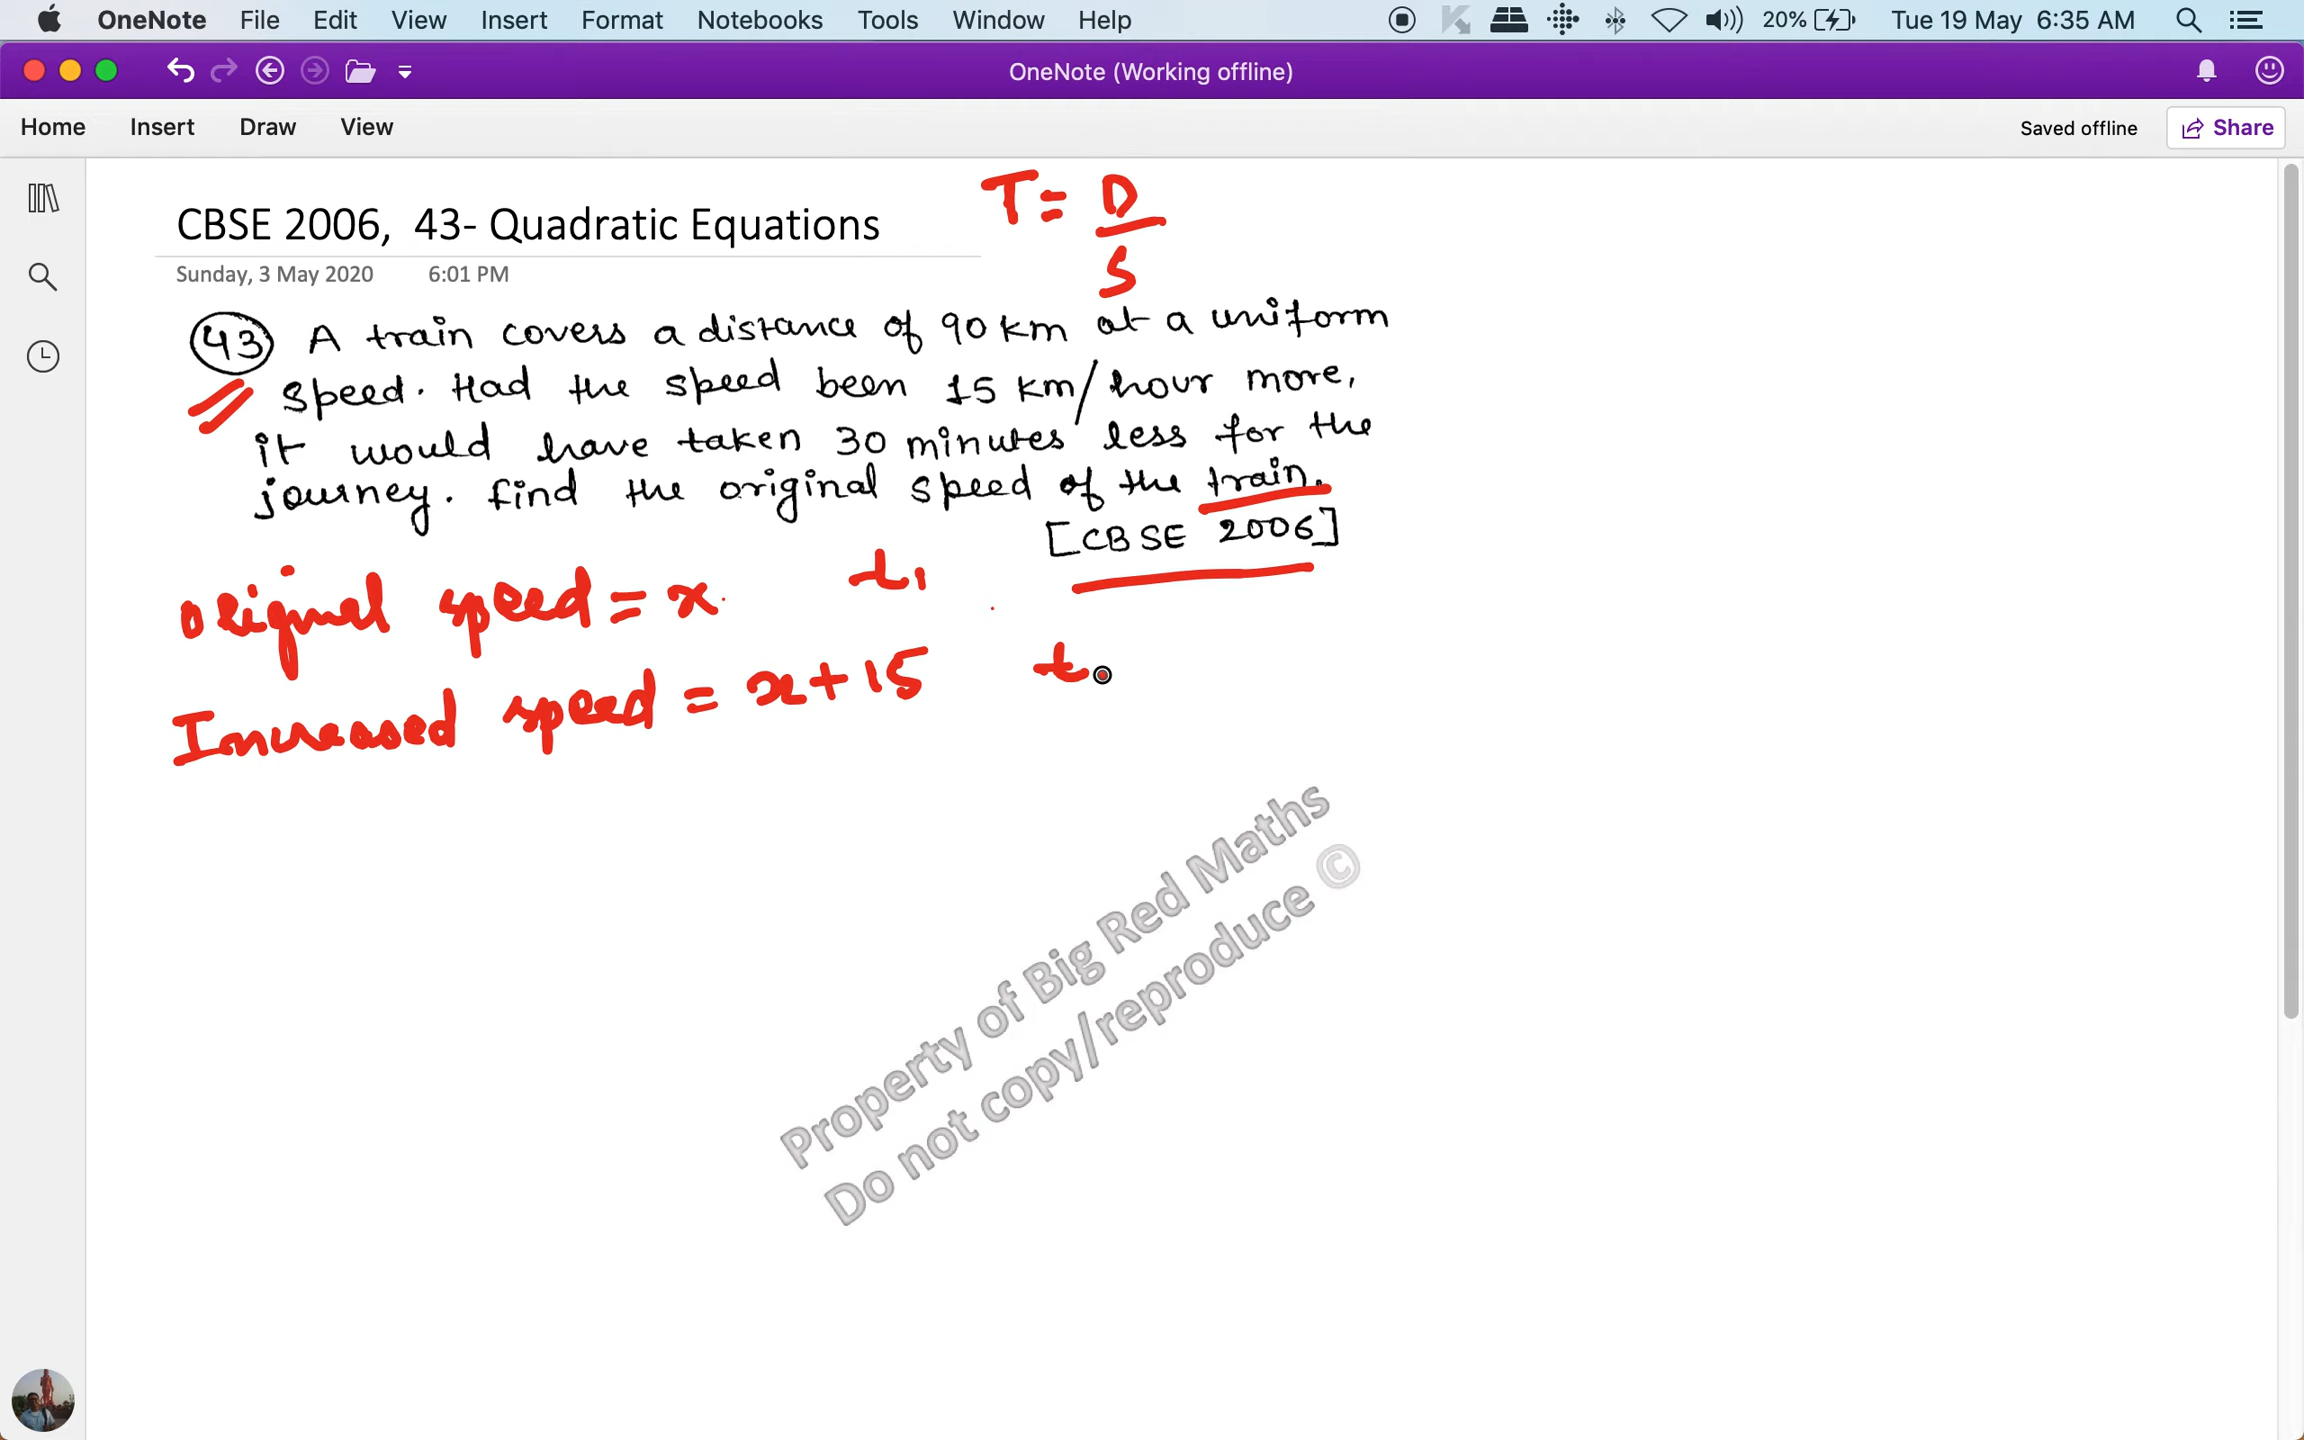 OneNote File Edit View Insert Format Notebooks Tools Window Help 20% Tue 19 May 6:35 AM
OneNote (Working offline)
Home Insert Draw View Saved offline Share
T = D
S
CBSE 2006, 43- Quadratic Equations
Sunday, 3 May 2020 6:01 PM
43 A train covers a distance of 90 km at a uniform
speed. Had the speed been 15 km/hour more,
it would have taken 30 minutes less for the
journey. Find the original speed of the train.
[CBSE 2006]
Original speed = x t1
Increased speed = x+15 t
Property of Big Red Maths
Do not copy/reproduce ©